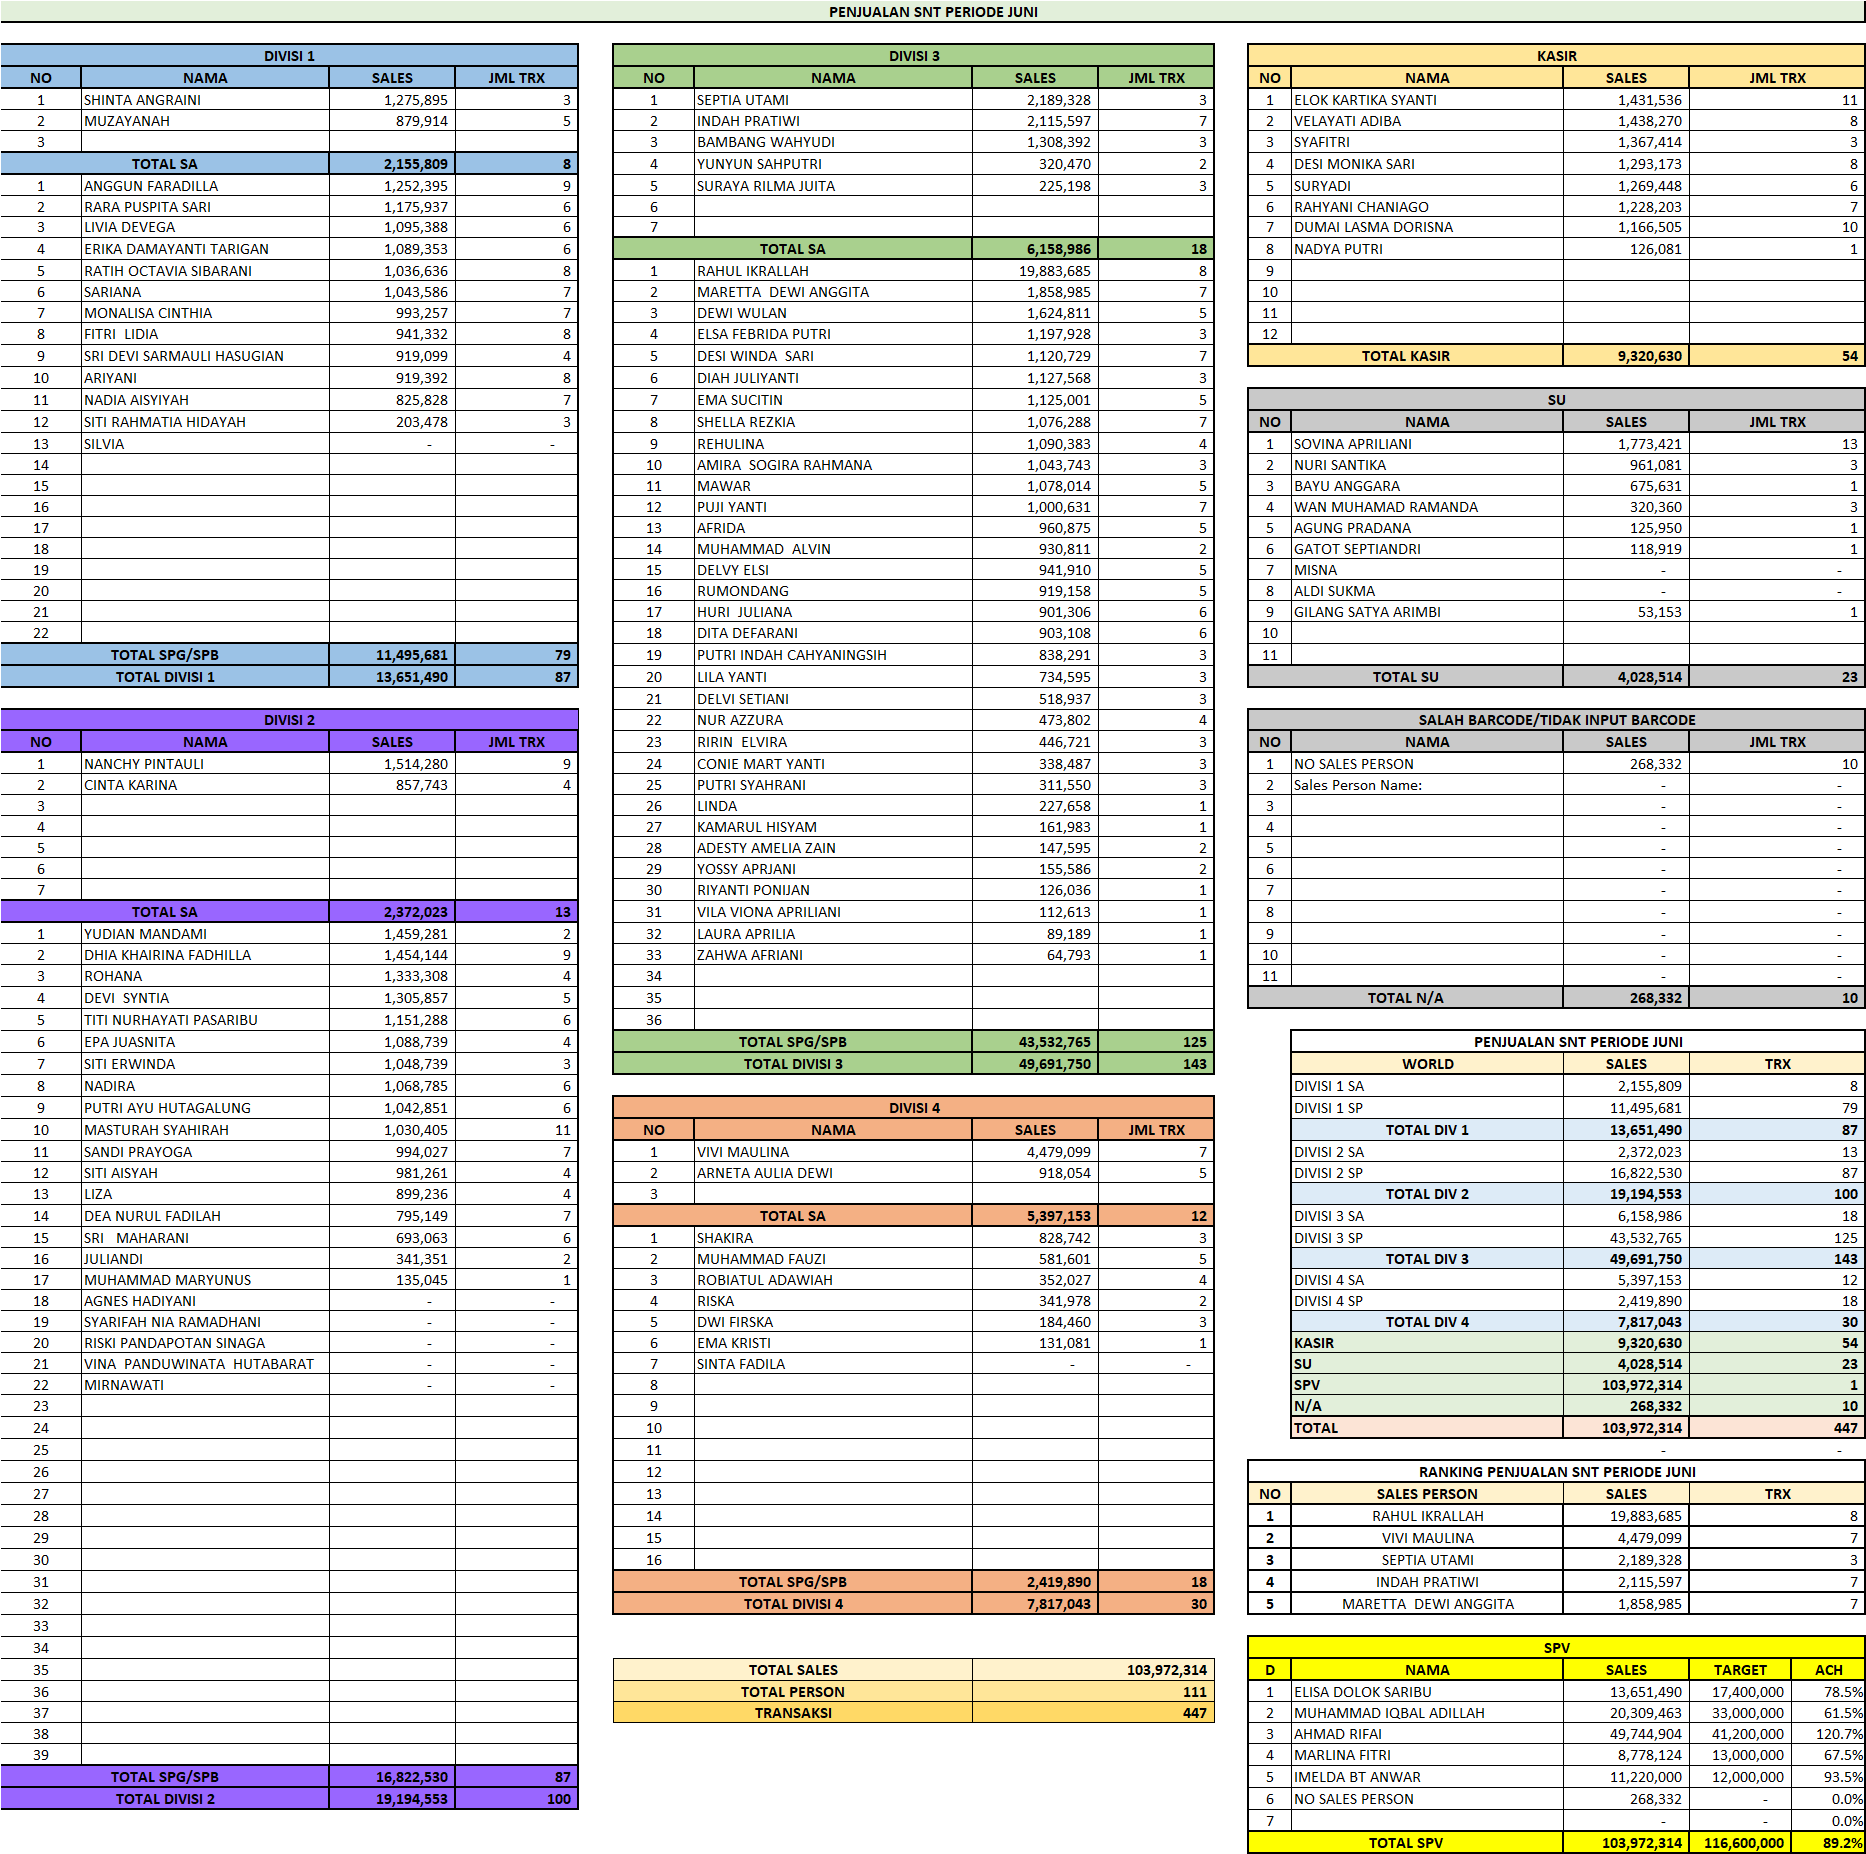 PENJUALAN SNT PERIODE JUNI
DIVISI 1
NO NAMA SALES JML TRX
1 SHINTA ANGRAINI 1,275,895 3
2 MUZAYANAH 879,914 5
3
TOTAL SA 2,155,809 8
1 ANGGUN FARADILLA 1,252,395 9
2 RARA PUSPITA SARI 1,175,937 6
3 LIVIA DEVEGA 1,095,388 6
4 ERIKA DAMAYANTI TARIGAN 1,089,353 6
5 RATIH OCTAVIA SIBARANI 1,036,636 8
6 SARIANA 1,043,586 7
7 MONALISA CINTHIA 993,257 7
8 FITRI LIDIA 941,332 8
9 SRI DEVI SARMAULI HASUGIAN 919,099 4
10 ARIYANI 919,392 8
11 NADIA AISYIYAH 825,828 7
12 SITI RAHMATIA HIDAYAH 203,478 3
13 SILVIA - -
14
15
16
17
18
19
20
21
22
TOTAL SPG/SPB 11,495,681 79
TOTAL DIVISI 1 13,651,490 87
DIVISI 2
NO NAMA SALES JML TRX
1 NANCHY PINTAULI 1,514,280 9
2 CINTA KARINA 857,743 4
3
4
5
6
7
TOTAL SA 2,372,023 13
1 YUDIAN MANDAMI 1,459,281 2
2 DHIA KHAIRINA FADHILLA 1,454,144 9
3 ROHANA 1,333,308 4
4 DEVI SYNTIA 1,305,857 5
5 TITI NURHAYATI PASARIBU 1,151,288 6
6 EPA JUASNITA 1,088,739 4
7 SITI ERWINDA 1,048,739 3
8 NADIRA 1,068,785 6
9 PUTRI AYU HUTAGALUNG 1,042,851 6
10 MASTURAH SYAHIRAH 1,030,405 11
11 SANDI PRAYOGA 994,027 7
12 SITI AISYAH 981,261 4
13 LIZA 899,236 4
14 DEA NURUL FADILAH 795,149 7
15 SRI MAHARANI 693,063 6
16 JULIANDI 341,351 2
17 MUHAMMAD MARYUNUS 135,045 1
18 AGNES HADIYANI - -
19 SYARIFAH NIA RAMADHANI - -
20 RISKI PANDAPOTAN SINAGA - -
21 VINA PANDUWINATA HUTABARAT - -
22 MIRNAWATI - -
23
24
25
26
27
28
29
30
31
32
33
34
35
36
37
38
39
TOTAL SPG/SPB 16,822,530 87
TOTAL DIVISI 2 19,194,553 100
DIVISI 3
NO NAMA SALES JML TRX
1 SEPTIA UTAMI 2,189,328 3
2 INDAH PRATIWI 2,115,597 7
3 BAMBANG WAHYUDI 1,308,392 3
4 YUNYUN SAHPUTRI 320,470 2
5 SURAYA RILMA JUITA 225,198 3
6
7
TOTAL SA 6,158,986 18
1 RAHUL IKRALLAH 19,883,685 8
2 MARETTA DEWI ANGGITA 1,858,985 7
3 DEWI WULAN 1,624,811 5
4 ELSA FEBRIDA PUTRI 1,197,928 3
5 DESI WINDA SARI 1,120,729 7
6 DIAH JULIYANTI 1,127,568 3
7 EMA SUCITIN 1,125,001 5
8 SHELLA REZKIA 1,076,288 7
9 REHULINA 1,090,383 4
10 AMIRA SOGIRA RAHMANA 1,043,743 3
11 MAWAR 1,078,014 5
12 PUJI YANTI 1,000,631 7
13 AFRIDA 960,875 5
14 MUHAMMAD ALVIN 930,811 2
15 DELVY ELSI 941,910 5
16 RUMONDANG 919,158 5
17 HURI JULIANA 901,306 6
18 DITA DEFARANI 903,108 6
19 PUTRI INDAH CAHYANINGSIH 838,291 3
20 LILA YANTI 734,595 3
21 DELVI SETIANI 518,937 3
22 NUR AZZURA 473,802 4
23 RIRIN ELVIRA 446,721 3
24 CONIE MART YANTI 338,487 3
25 PUTRI SYAHRANI 311,550 3
26 LINDA 227,658 1
27 KAMARUL HISYAM 161,983 1
28 ADESTY AMELIA ZAIN 147,595 2
29 YOSSY APRJANI 155,586 2
30 RIYANTI PONIJAN 126,036 1
31 VILA VIONA APRILIANI 112,613 1
32 LAURA APRILIA 89,189 1
33 ZAHWA AFRIANI 64,793 1
34
35
36
TOTAL SPG/SPB 43,532,765 125
TOTAL DIVISI 3 49,691,750 143
DIVISI 4
NO NAMA SALES JML TRX
1 VIVI MAULINA 4,479,099 7
2 ARNETA AULIA DEWI 918,054 5
3
TOTAL SA 5,397,153 12
1 SHAKIRA 828,742 3
2 MUHAMMAD FAUZI 581,601 5
3 ROBIATUL ADAWIAH 352,027 4
4 RISKA 341,978 2
5 DWI FIRSKA 184,460 3
6 EMA KRISTI 131,081 1
7 SINTA FADILA - -
8
9
10
11
12
13
14
15
16
TOTAL SPG/SPB 2,419,890 18
TOTAL DIVISI 4 7,817,043 30
TOTAL SALES 103,972,314
TOTAL PERSON 111
TRANSAKSI 447
KASIR
NO NAMA SALES JML TRX
1 ELOK KARTIKA SYANTI 1,431,536 11
2 VELAYATI ADIBA 1,438,270 8
3 SYAFITRI 1,367,414 3
4 DESI MONIKA SARI 1,293,173 8
5 SURYADI 1,269,448 6
6 RAHYANI CHANIAGO 1,228,203 7
7 DUMAI LASMA DORISNA 1,166,505 10
8 NADYA PUTRI 126,081 1
9
10
11
12
TOTAL KASIR 9,320,630 54
SU
NO NAMA SALES JML TRX
1 SOVINA APRILIANI 1,773,421 13
2 NURI SANTIKA 961,081 3
3 BAYU ANGGARA 675,631 1
4 WAN MUHAMAD RAMANDA 320,360 3
5 AGUNG PRADANA 125,950 1
6 GATOT SEPTIANDRI 118,919 1
7 MISNA - -
8 ALDI SUKMA - -
9 GILANG SATYA ARIMBI 53,153 1
10
11
TOTAL SU 4,028,514 23
SALAH BARCODE/TIDAK INPUT BARCODE
NO NAMA SALES JML TRX
1 NO SALES PERSON 268,332 10
2 Sales Person Name: - -
3 - -
4 - -
5 - -
6 - -
7 - -
8 - -
9 - -
10 - -
11 - -
TOTAL N/A 268,332 10
PENJUALAN SNT PERIODE JUNI
WORLD SALES TRX
DIVISI 1 SA 2,155,809 8
DIVISI 1 SP 11,495,681 79
TOTAL DIV 1 13,651,490 87
DIVISI 2 SA 2,372,023 13
DIVISI 2 SP 16,822,530 87
TOTAL DIV 2 19,194,553 100
DIVISI 3 SA 6,158,986 18
DIVISI 3 SP 43,532,765 125
TOTAL DIV 3 49,691,750 143
DIVISI 4 SA 5,397,153 12
DIVISI 4 SP 2,419,890 18
TOTAL DIV 4 7,817,043 30
KASIR 9,320,630 54
SU 4,028,514 23
SPV 103,972,314 1
N/A 268,332 10
TOTAL 103,972,314 447
- -
RANKING PENJUALAN SNT PERIODE JUNI
NO SALES PERSON SALES TRX
1 RAHUL IKRALLAH 19,883,685 8
2 VIVI MAULINA 4,479,099 7
3 SEPTIA UTAMI 2,189,328 3
4 INDAH PRATIWI 2,115,597 7
5 MARETTA DEWI ANGGITA 1,858,985 7
SPV
D NAMA SALES TARGET ACH
1 ELISA DOLOK SARIBU 13,651,490 17,400,000 78.5%
2 MUHAMMAD IQBAL ADILLAH 20,309,463 33,000,000 61.5%
3 AHMAD RIFAI 49,744,904 41,200,000 120.7%
4 MARLINA FITRI 8,778,124 13,000,000 67.5%
5 IMELDA BT ANWAR 11,220,000 12,000,000 93.5%
6 NO SALES PERSON 268,332 - 0.0%
7 - - 0.0%
TOTAL SPV 103,972,314 116,600,000 89.2%